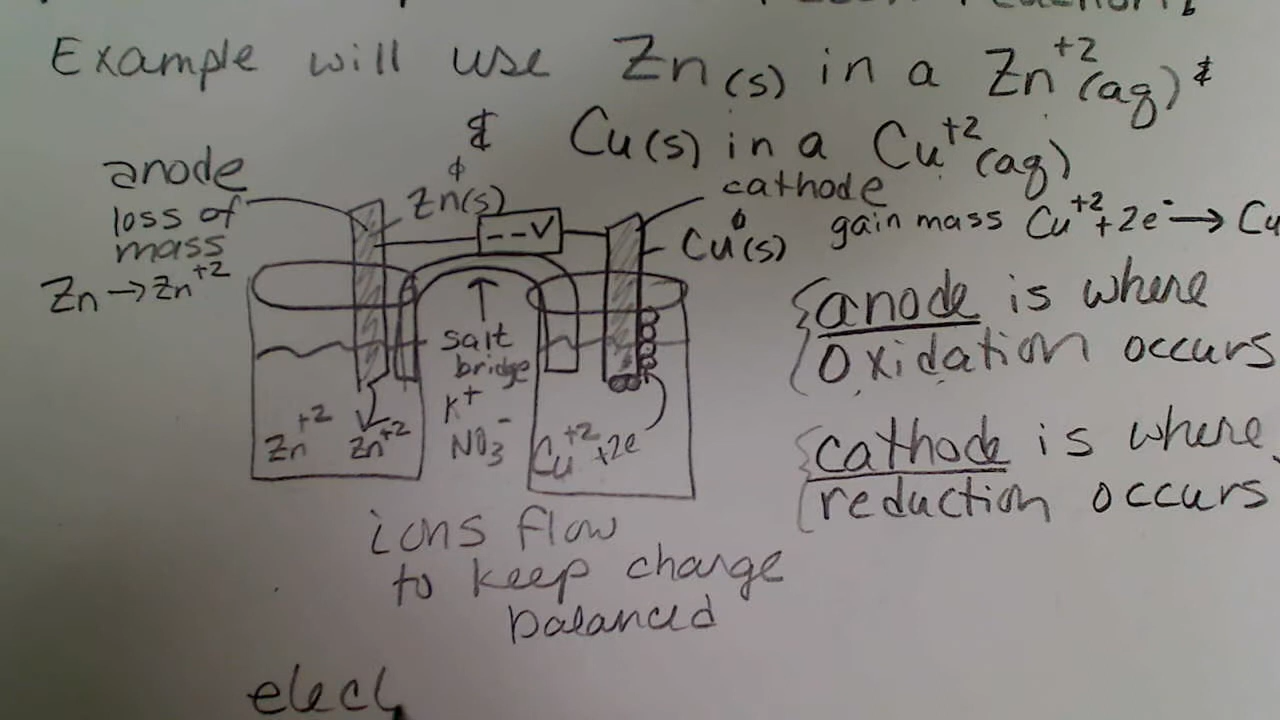 Example will use Zn(s) in a Zn+2(aq) &
& Cu(s) in a Cu+2(aq)
anode
loss of
mass
Zn → Zn+2
Zn(s)
--V
cathode
gain mass Cu+2 + 2e- → Cu
Cu(s)
salt
bridge
K+
NO3-
Zn+2
Zn+2
Cu+2 +2e
anode is where
Oxidation occurs
cathode is where
reduction occurs
ions flow
to keep charge
balanced
elect